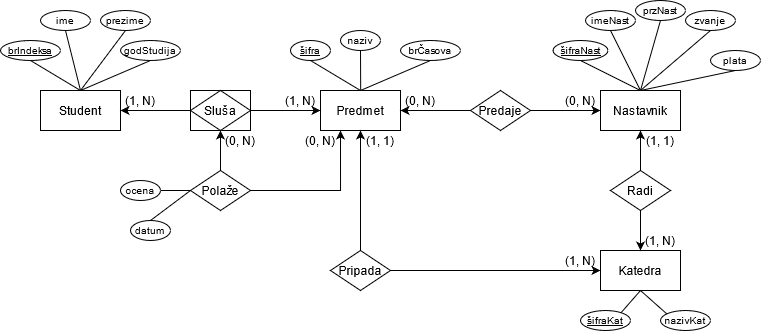 przNast
ime
prezime
imeNast
zvanje
naziv
brIndeksa
godStudija
šifra
brČasova
šifraNast
plata
(1, N)
(1, N)
(0, N)
(0, N)
Student
Sluša
Predmet
Predaje
Nastavnik
(0, N)
(0, N)
(1, 1)
(1, 1)
ocena
Polaže
Radi
datum
(1, N)
(1, N)
Pripada
Katedra
šifraKat
nazivKat